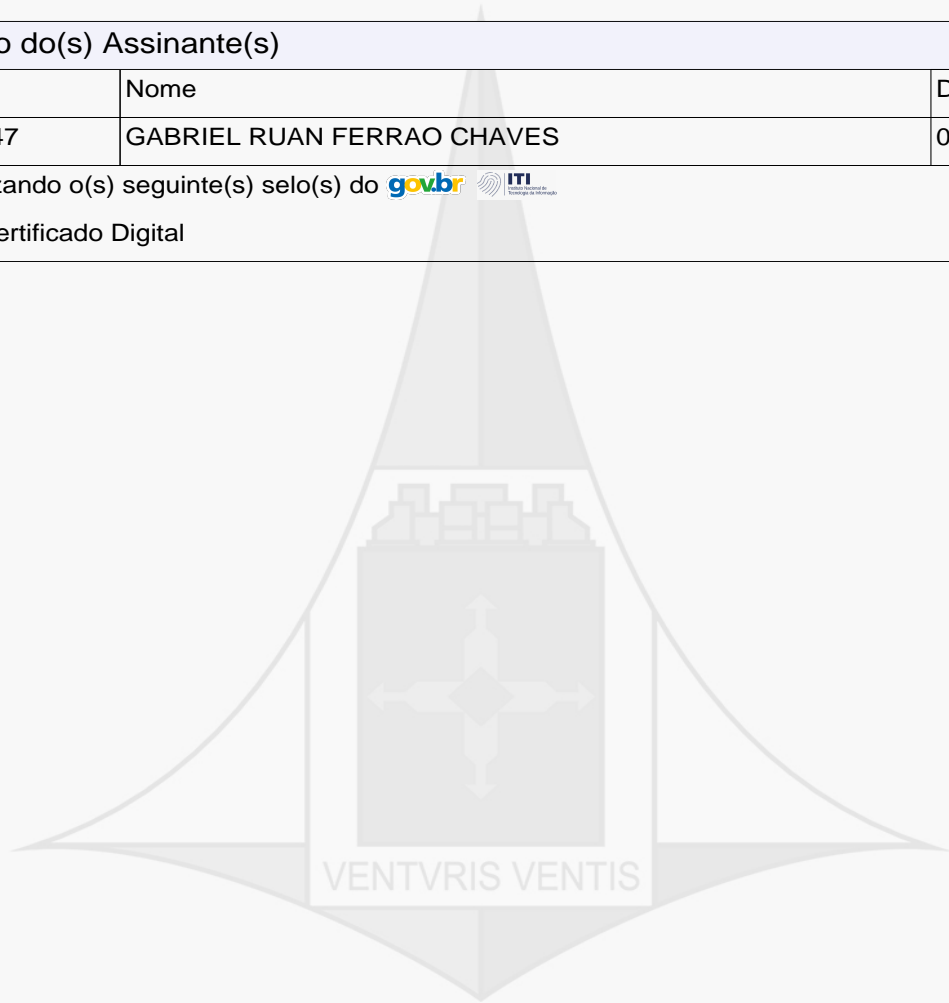 o do(s) Assinante(s)
Nome D
47 GABRIEL RUAN FERRAO CHAVES 0
zando o(s) seguinte(s) selo(s) do gov.br ITI
ertificado Digital
VENTVRIS VENTIS